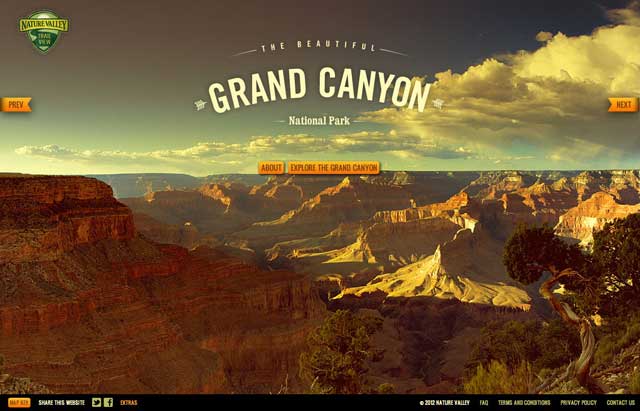 NATURE VALLEY
TRAIL
VIEW
THE BEAUTIFUL
GRAND CANYON
National Park
PREV
NEXT
ABOUT
EXPLORE THE GRAND CANYON
MAP KEY
SHARE THIS WEBSITE
EXTRAS
© 2012 NATURE VALLEY
FAQ
TERMS AND CONDITIONS
PRIVACY POLICY
CONTACT US